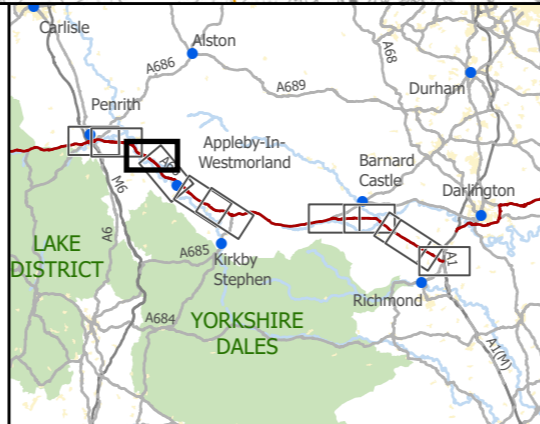 Carlisle
Alston
A68
A686
A689
Durham
Penrith
Appleby-In-
Westmorland
Barnard
Castle
Darlington
M6
A6
LAKE
DISTRICT
A685
Kirkby
Stephen
A1
Richmond
A684
YORKSHIRE
DALES
A1(M)